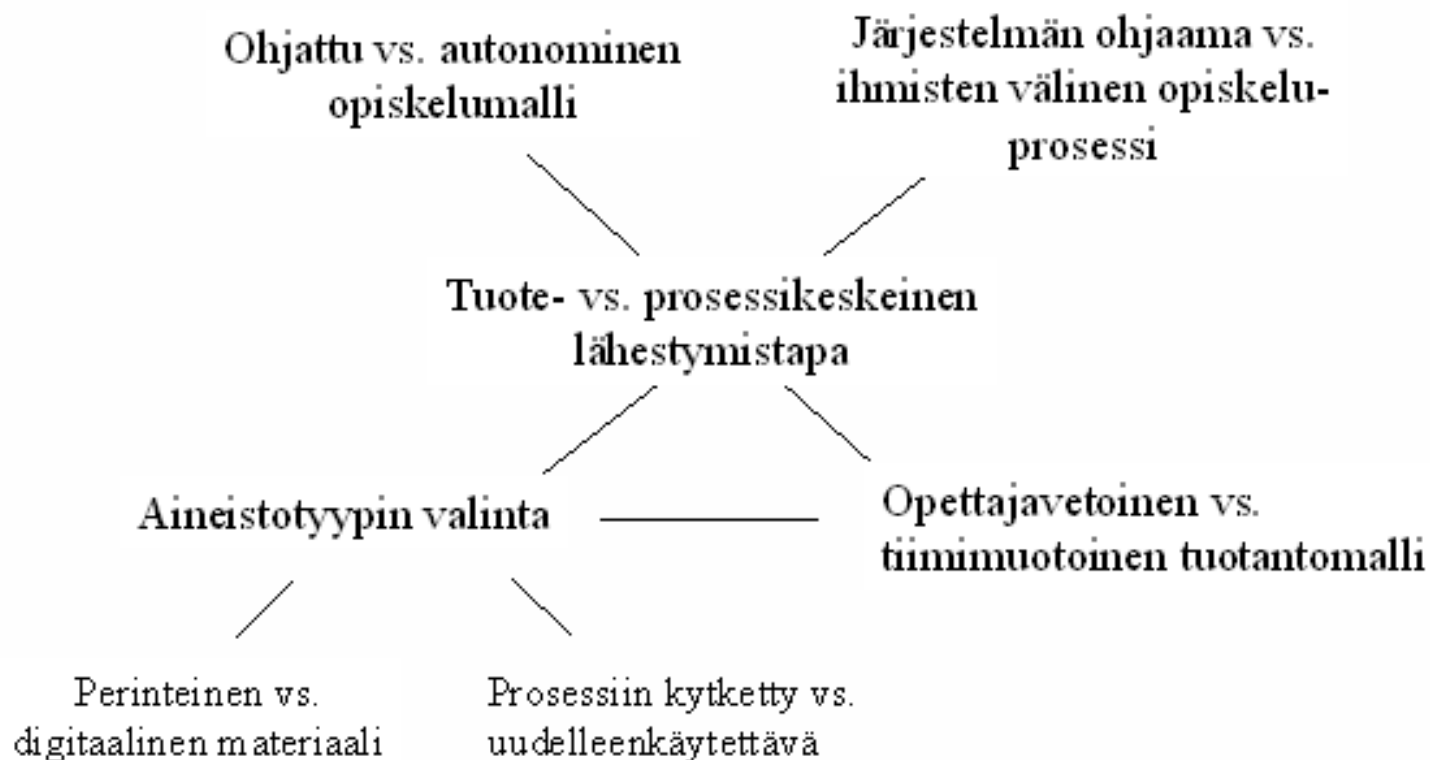 Ohjattu vs. autonominen
opiskelumalli
Järjestelmän ohjaama vs.
ihmisten välinen opiskelu-
prosessi
Tuote- vs. prosessikeskeinen
lähestymistapa
Aineistotyypin valinta
Opettajavetoinen vs.
tiimimuotoinen tuotantomalli
Perinteinen vs.
digitaalinen materiaali
Prosessiin kytketty vs.
uudelleenkäytettävä